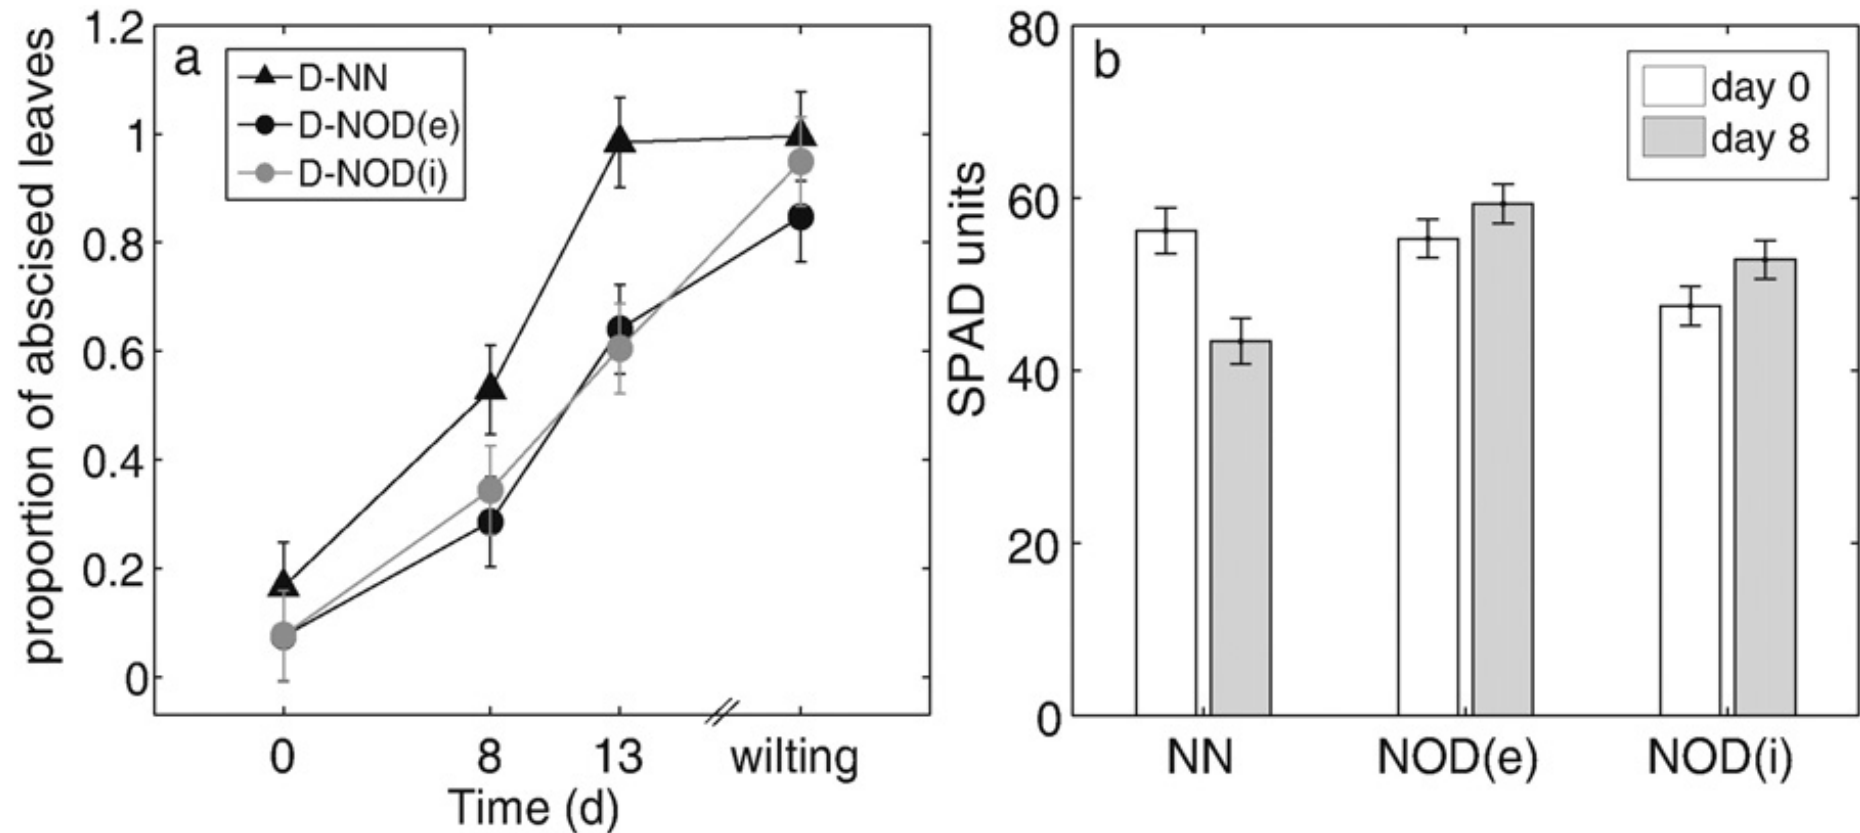 a
D-NN
D-NOD(e)
D-NOD(i)
proportion of abscised leaves
1.2
1
0.8
0.6
0.4
0.2
0
0 8 13 wilting
Time (d)
b
day 0
day 8
SPAD units
80
60
40
20
0
NN NOD(e) NOD(i)